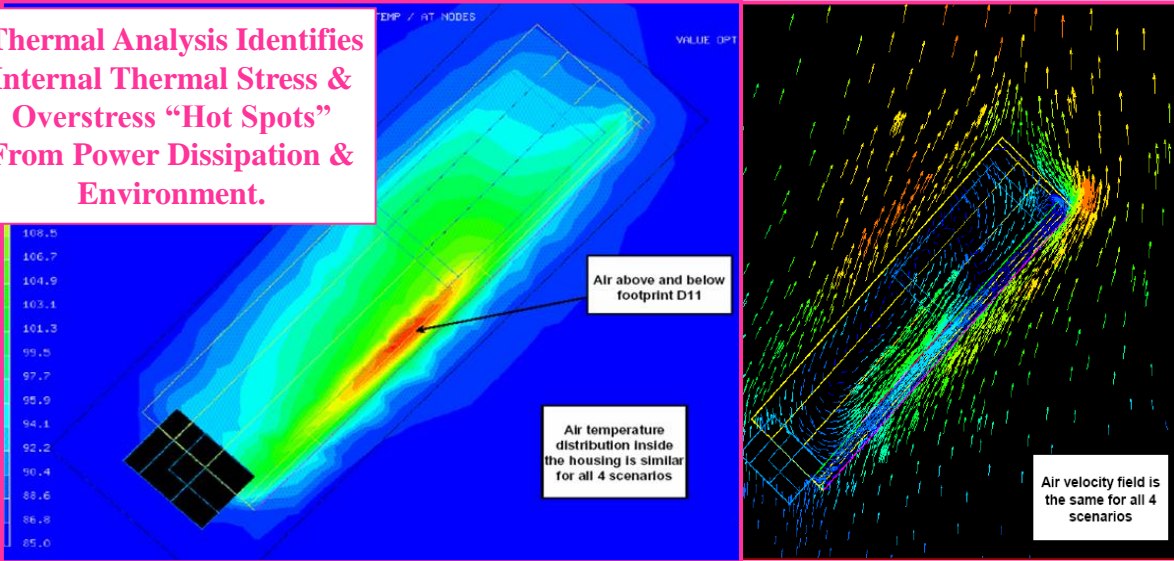 Thermal Analysis Identifies
Internal Thermal Stress &
Overstress “Hot Spots”
From Power Dissipation &
Environment.
TEMP / AT NODES
VALUE OPT
108.5
106.7
104.9
103.1
101.3
99.5
97.7
95.9
94.1
92.2
90.4
88.6
86.8
85.0
Air above and below
footprint D11
Air temperature
distribution inside
the housing is similar
for all 4 scenarios
Air velocity field is
the same for all 4
scenarios